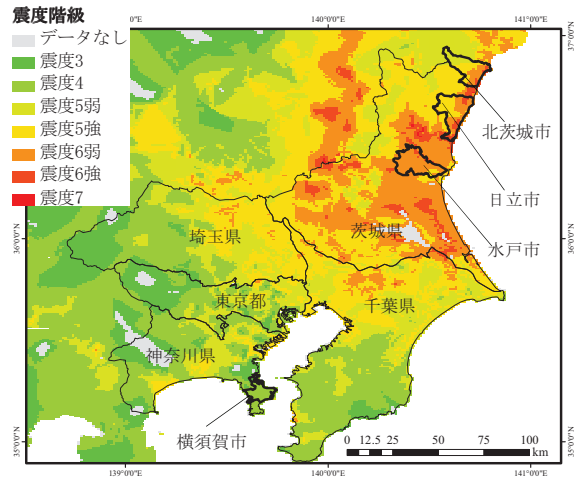 震度階級
データなし
震度3
震度4
震度5弱
震度5強
震度6弱
震度6強
震度7
139°0'0"E
140°0'0"E
141°0'0"E
37°0'0"N
北茨城市
日立市
水戸市
埼玉県
茨城県
36°0'0"N
36°0'0"N
東京都
千葉県
神奈川県
横須賀市
35°0'0"N
35°0'0"N
0 12.5 25 50 75 100
km
139°0'0"E
140°0'0"E
141°0'0"E